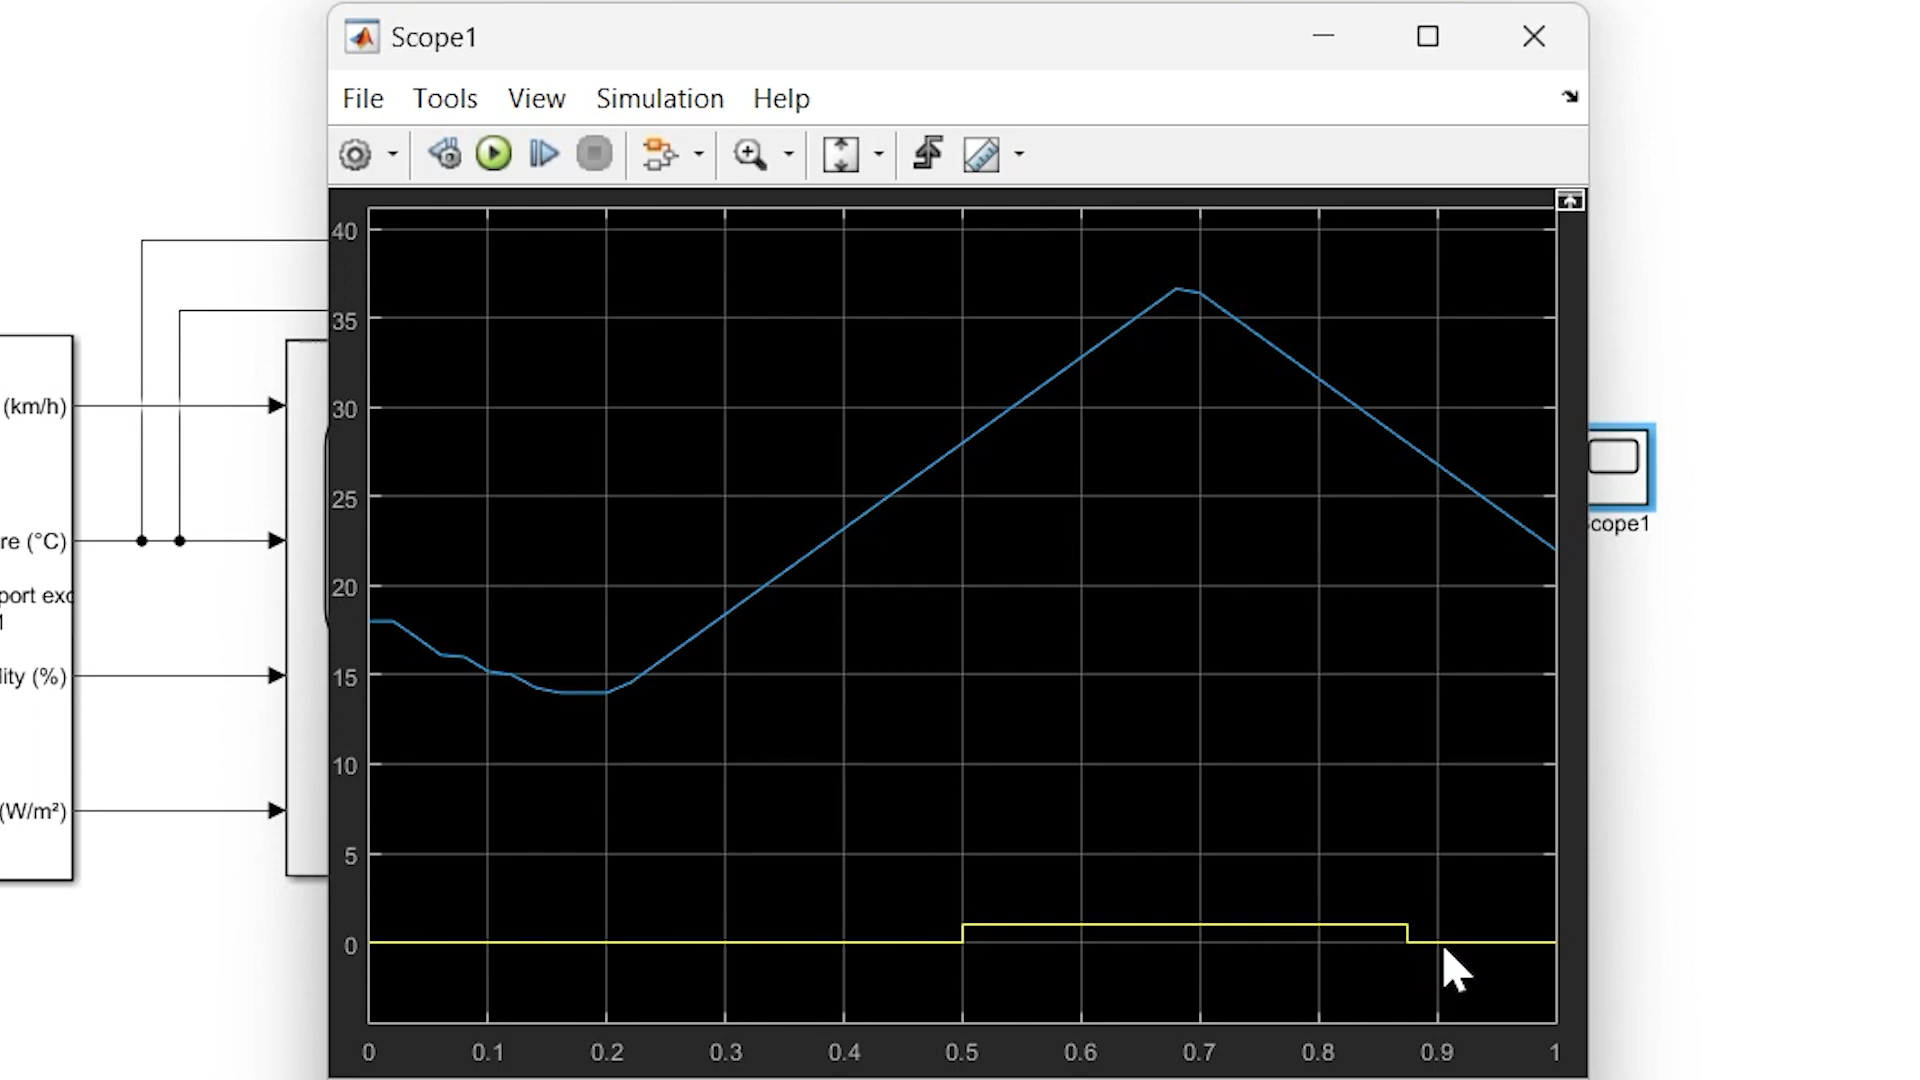 Scope1
File Tools View Simulation Help
40
35
30
25
20
15
10
5
0
0 0.1 0.2 0.3 0.4 0.5 0.6 0.7 0.8 0.9 1
(km/h)
re (°C)
port exc
lity (%)
(W/m²)
cope1